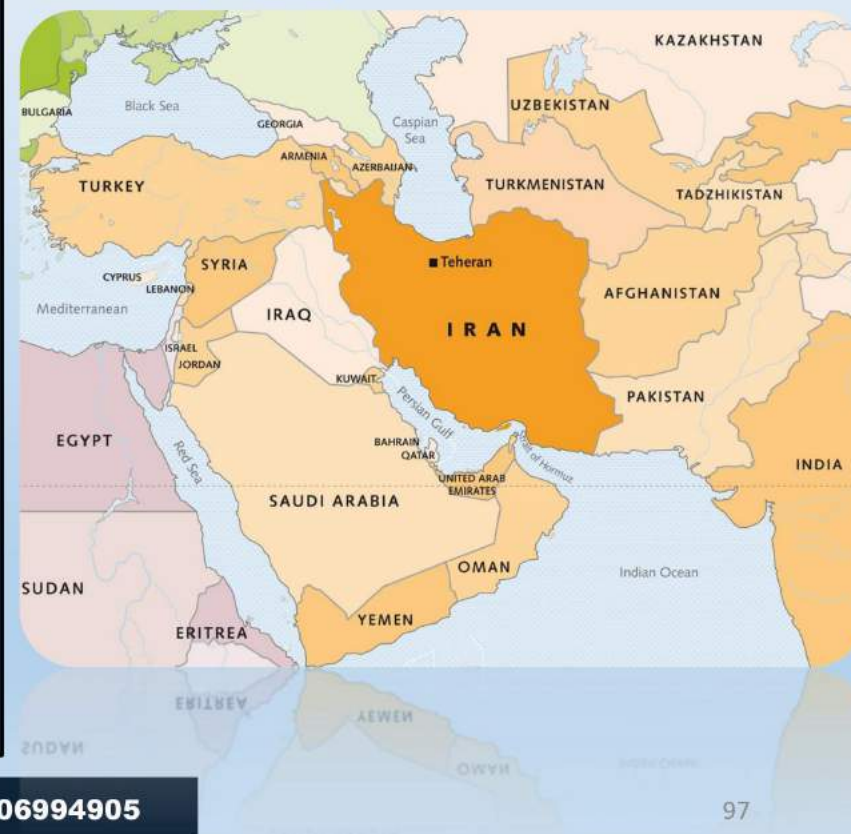 KAZAKHSTAN
BULGARIA
Black Sea
UZBEKISTAN
GEORGIA
Caspian
Sea
ARMENIA
AZERBAIJAN
TURKEY
TURKMENISTAN
TADZHIKISTAN
Teheran
SYRIA
CYPRUS
LEBANON
AFGHANISTAN
Mediterranean
IRAQ
IRAN
ISRAEL
JORDAN
KUWAIT
PAKISTAN
Persian Gulf
EGYPT
BAHRAIN
QATAR
Strait of Hormuz
Red Sea
INDIA
UNITED ARAB
EMIRATES
SAUDI ARABIA
OMAN
Indian Ocean
SUDAN
YEMEN
ERITREA
ERITREA
YEMEN
SUDAN
OMAN
06994905
97